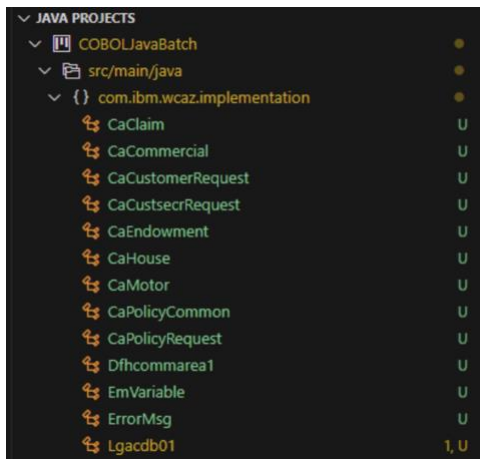 JAVA PROJECTS
COBOLJavaBatch
src/main/java
{} com.ibm.wcaz.implementation
CaClaim U
CaCommercial U
CaCustomerRequest U
CaCustsecrRequest U
CaEndowment U
CaHouse U
CaMotor U
CaPolicyCommon U
CaPolicyRequest U
Dfhcommarea1 U
EmVariable U
ErrorMsg U
Lgacdb01 1, U